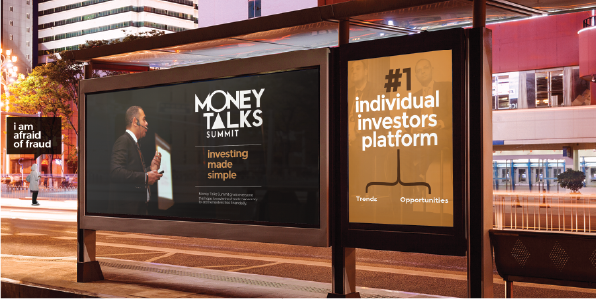 i am
afraid
of fraud
MONEY
TALKS
SUMMIT
investing
made
simple
#1
individual
investors
platform
Trends
Opportunities